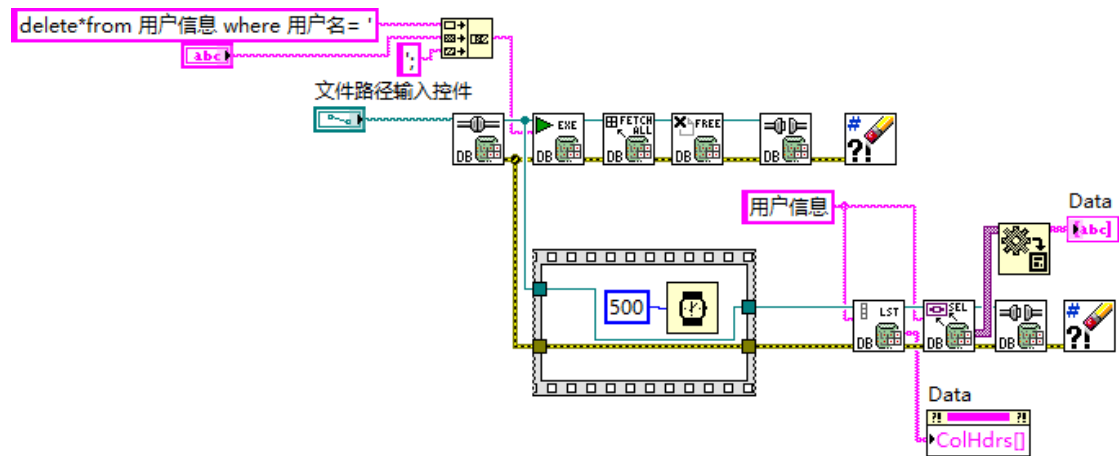 delete*from 用户信息 where 用户名= '
abc
';
文件路径输入控件
DB
EXE
DB
FETCH
ALL
DB
FREE
DB
DB
#
?!
用户信息
Data
[abc]
500
LST
DB
SEL
DB
DB
#
?!
Data
?! ?!
ColHdrs[]